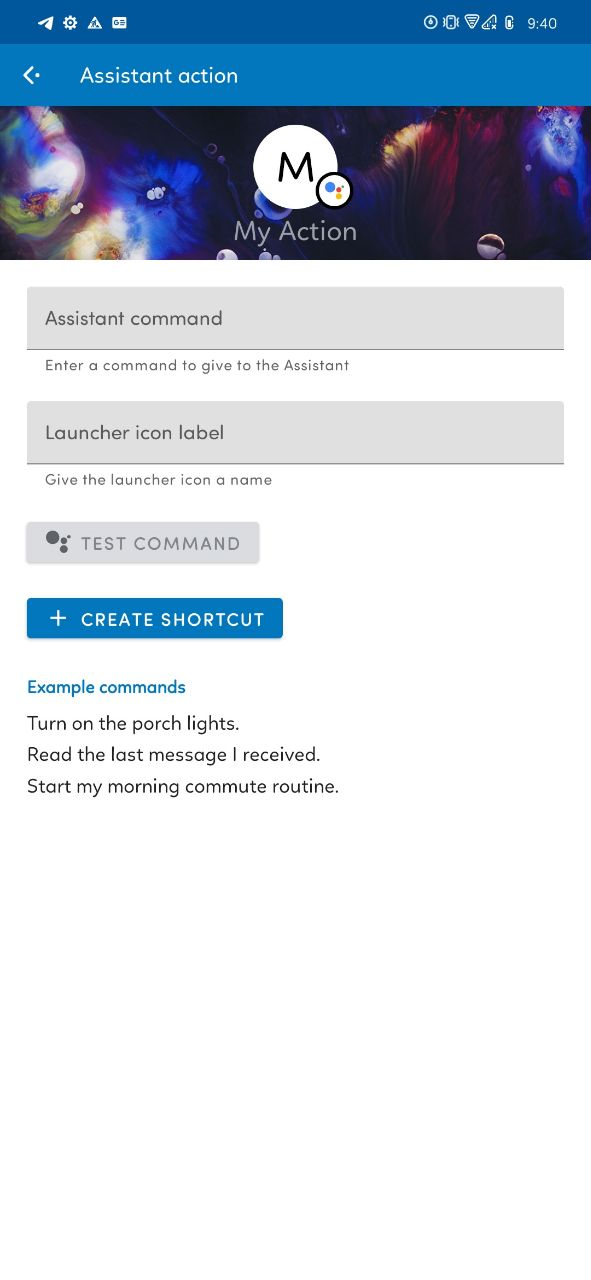 9:40
Assistant action
M
My Action
Assistant command
Enter a command to give to the Assistant
Launcher icon label
Give the launcher icon a name
TEST COMMAND
CREATE SHORTCUT
Example commands
Turn on the porch lights.
Read the last message I received.
Start my morning commute routine.